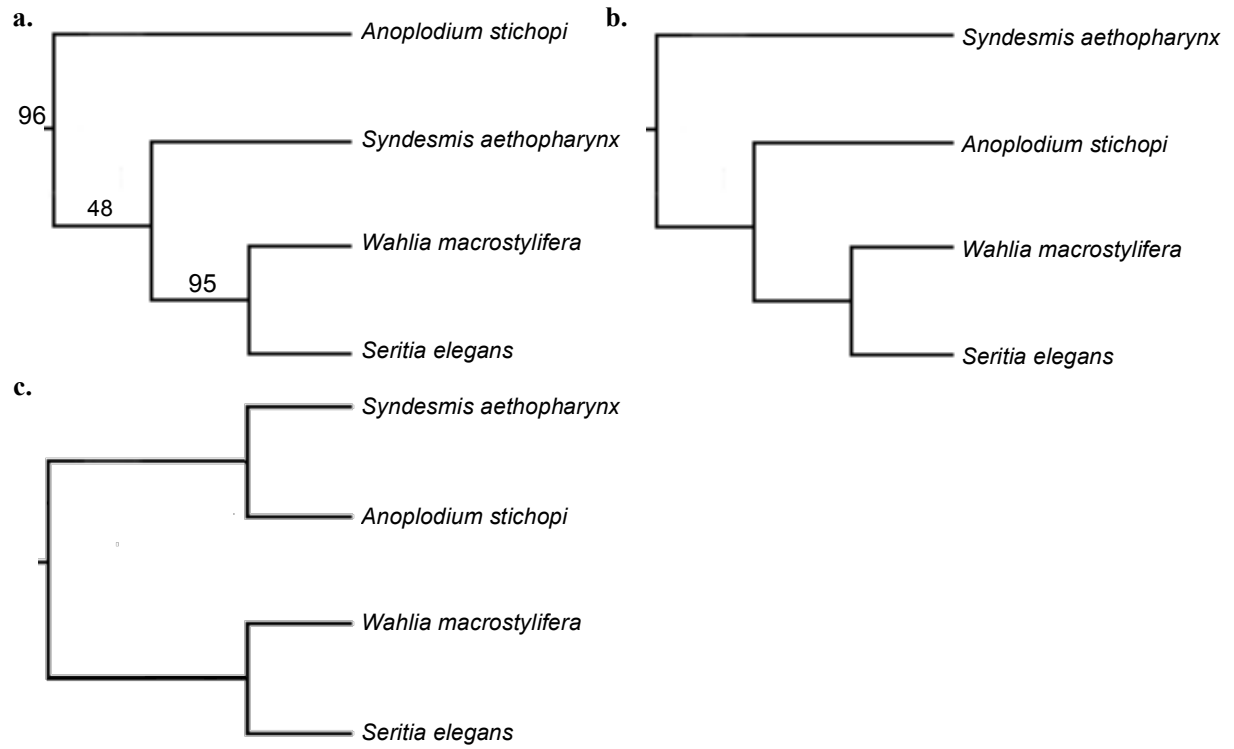 a.
Anoplodium stichopi
96
Syndesmis aethopharynx
48
Wahlia macrostylifera
95
Seritia elegans
b.
Syndesmis aethopharynx
Anoplodium stichopi
Wahlia macrostylifera
Seritia elegans
c.
Syndesmis aethopharynx
Anoplodium stichopi
Wahlia macrostylifera
Seritia elegans